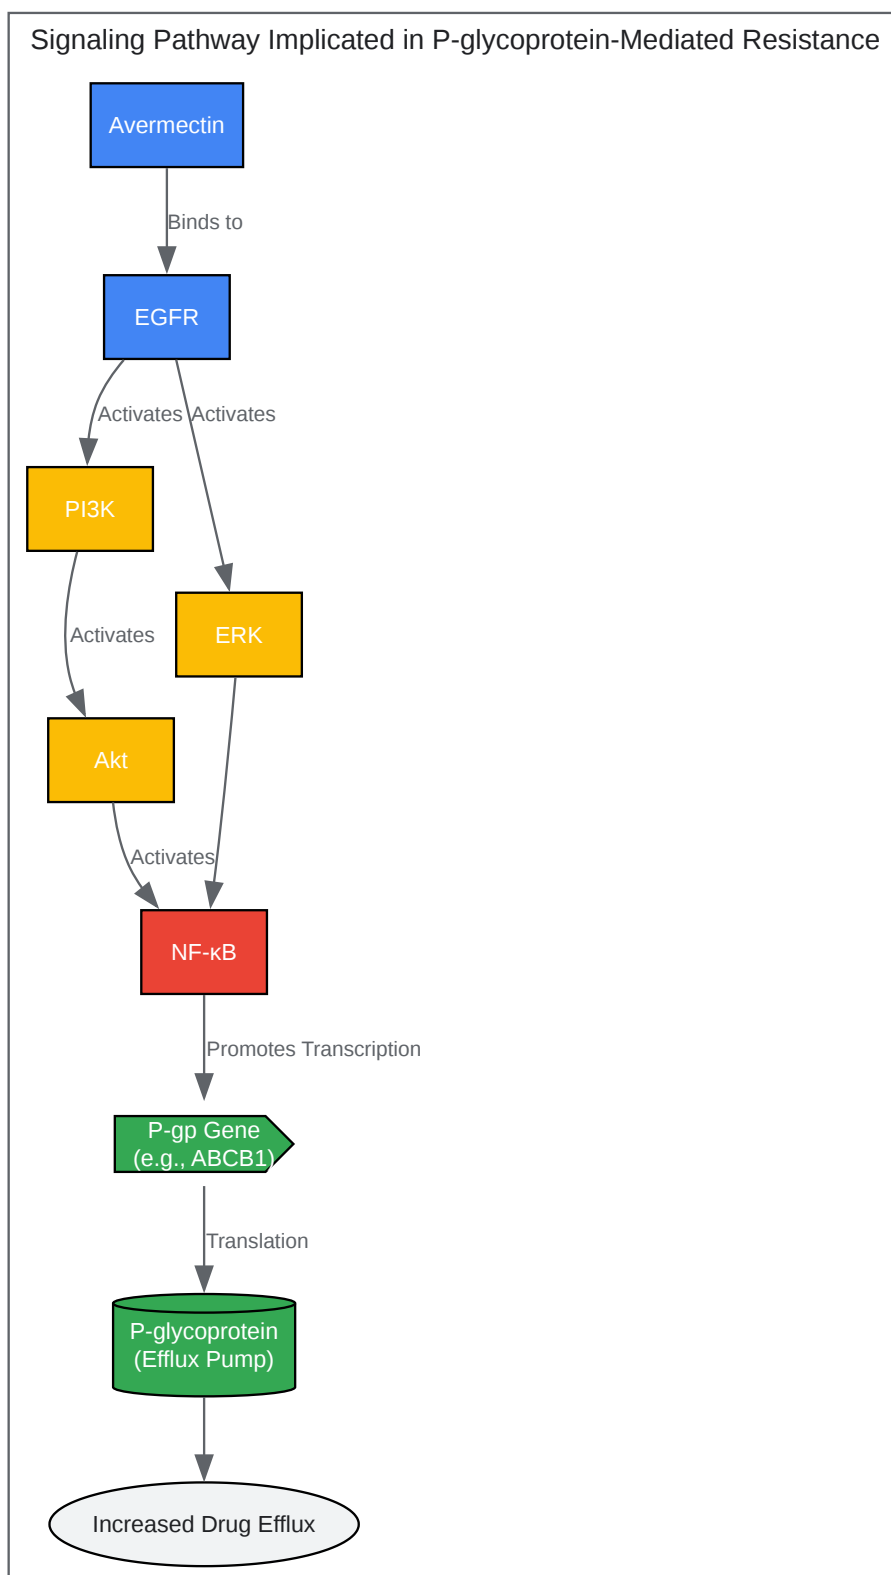 Signaling Pathway Implicated in P-glycoprotein-Mediated Resistance
Avermectin
Binds to
EGFR
Activates
Activates
PI3K
ERK
Activates
Akt
Activates
NF-κB
Promotes Transcription
P-gp Gene
(e.g., ABCB1)
Translation
P-glycoprotein
(Efflux Pump)
Increased Drug Efflux